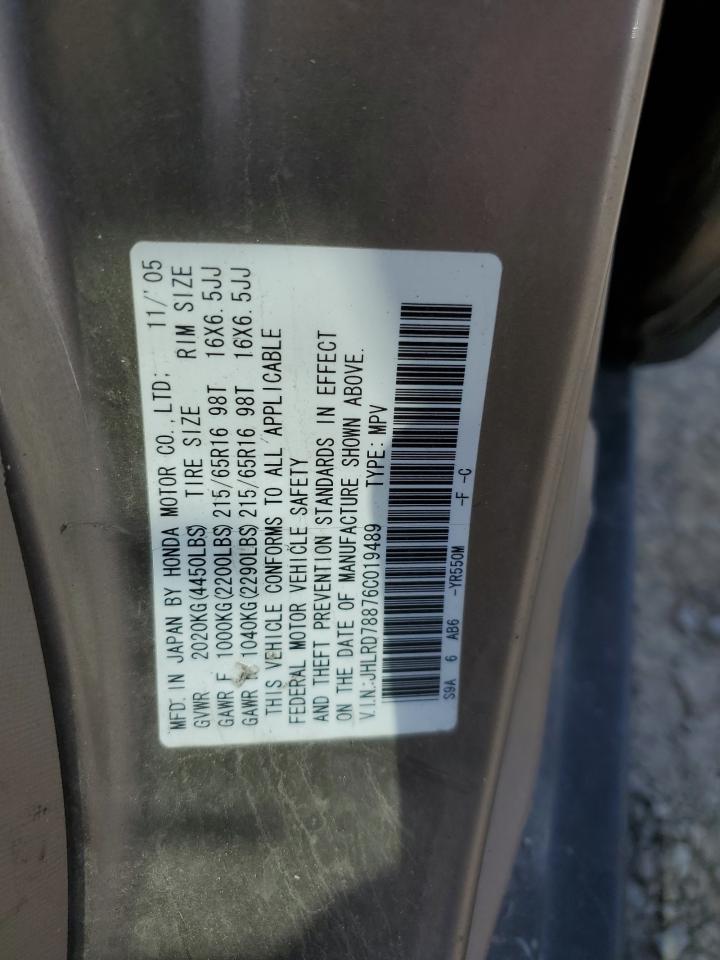 MFD. IN JAPAN BY HONDA MOTOR CO., LTD; 11/'05
GVWR 2020KG(4450LBS) TIRE SIZE RIM SIZE
GAWR F 1000KG(2200LBS) 215/65R16 98T 16X6.5JJ
GAWR R 1040KG(2290LBS) 215/65R16 98T 16X6.5JJ
THIS VEHICLE CONFORMS TO ALL APPLICABLE
FEDERAL MOTOR VEHICLE SAFETY
AND THEFT PREVENTION STANDARDS IN EFFECT
ON THE DATE OF MANUFACTURE SHOWN ABOVE.
V.I.N:JHLRD78876C019489 TYPE:MPV
S9A 6 AB6 -YR550M -F -C